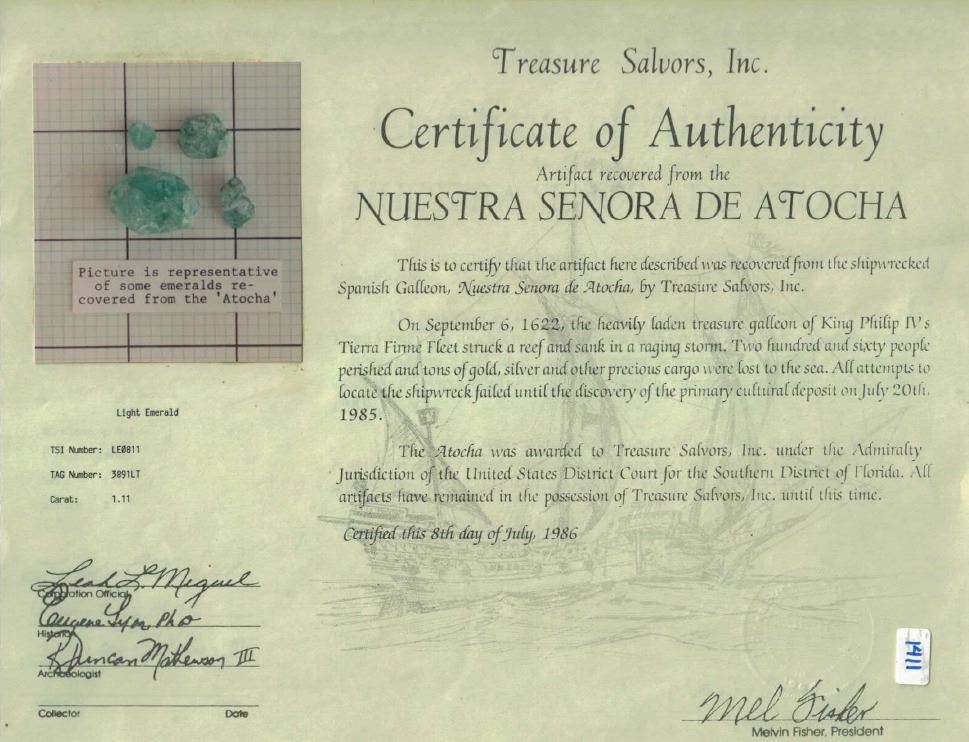 Treasure Salvors, Inc.
Certificate of Authenticity
Artifact recovered from the
NUESTRA SENORA DE ATOCHA
Picture is representative
of some emeralds re-
covered from the 'Atocha'
This is to certify that the artifact here described was recovered from the shipwrecked
Spanish Galleon, Nuestra Senora de Atocha, by Treasure Salvors, Inc.
On September 6, 1622, the heavily laden treasure galleon of King Philip IV's
Tierra Firme Fleet struck a reef and sank in a raging storm. Two hundred and sixty people
perished and tons of gold, silver and other precious cargo were lost to the sea. All attempts to
locate the shipwreck failed until the discovery of the primary cultural deposit on July 20th,
1985.
The Atocha was awarded to Treasure Salvors, Inc. under the Admiralty
Jurisdiction of the United States District Court for the Southern District of Florida. All
artifacts have remained in the possession of Treasure Salvors, Inc. until this time.
Certified this 8th day of July, 1986
Light Emerald
TSI Number: LE0811
TAG Number: 3891LT
Carat: 1.11
Leah L. Miguel
Corporation Official
Eugene Lyon PhD
Historian
R Duncan Mathewson III
Archaeologist
Collector Date
1411
Mel Fisher
Melvin Fisher, President